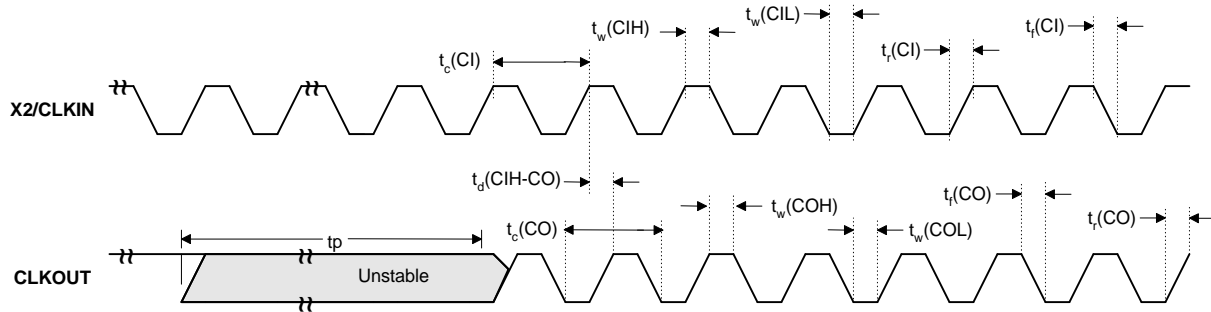 t_w(CIH)
t_w(CIL)
t_f(CI)
t_r(CI)
t_c(CI)
X2/CLKIN
t_d(CIH-CO)
t_w(COH)
t_f(CO)
t_r(CO)
t_c(CO)
t_w(COL)
tp
CLKOUT
Unstable